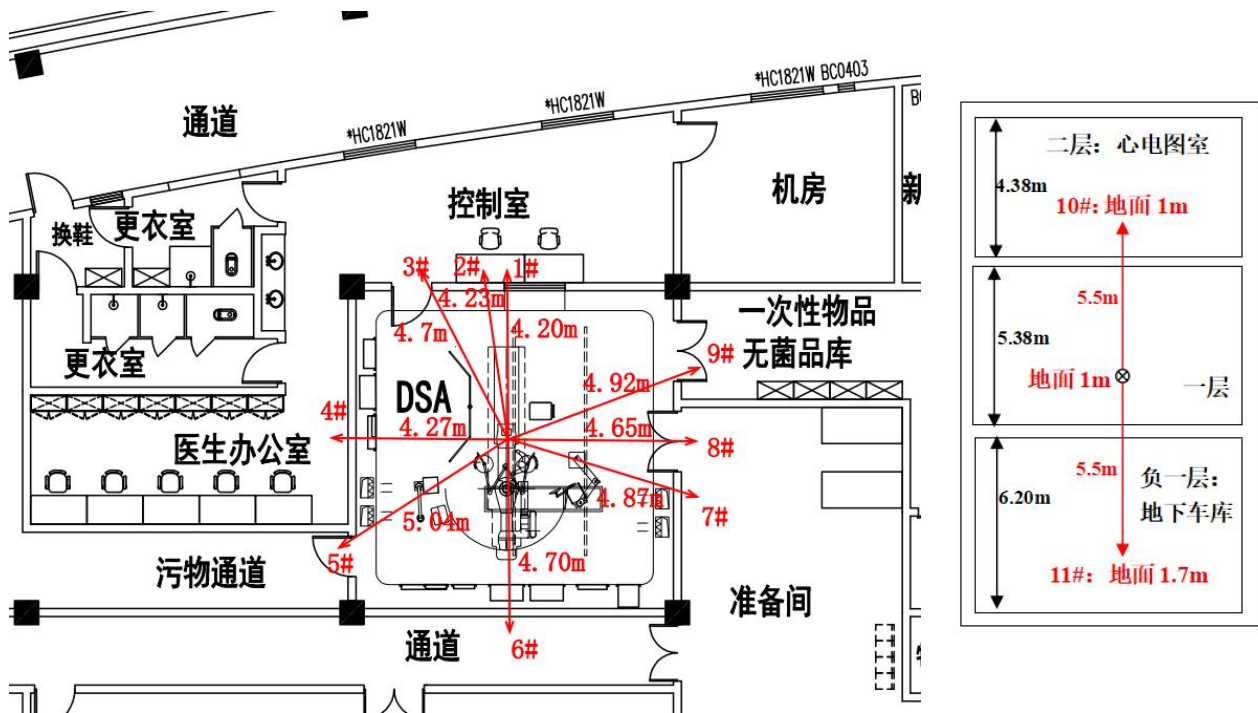 *HC1821W BC0403
*HC1821W
*HC1821W
通道
机房
控制室
更衣室
换鞋
3#
2#
1#
4.23m
4.20m
4.7m
一次性物品
无菌品库
9#
更衣室
DSA
4.92m
4#
4.27m
4.65m
8#
医生办公室
4.87m
7#
5.04m
5#
4.70m
污物通道
准备间
通道
6#
二层：心电图室
4.38m
10#: 地面 1m
5.5m
5.38m
地面 1m
一层
5.5m
6.20m
负一层：
地下车库
11#：地面 1.7m